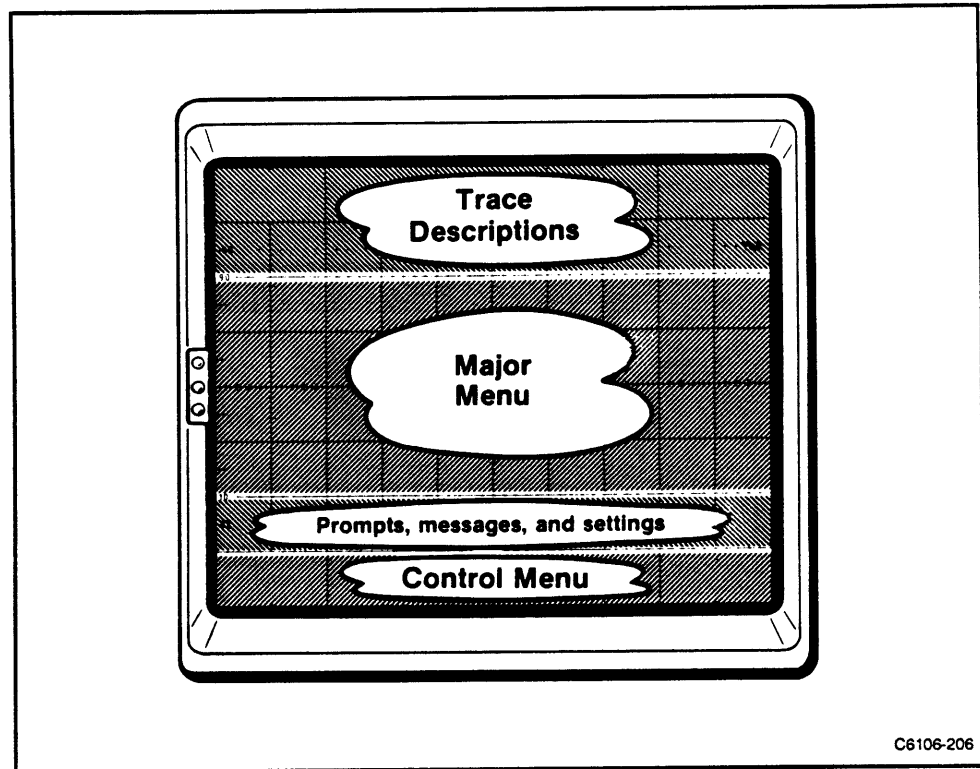 Trace
Descriptions
Major
Menu
Prompts, messages, and settings
Control Menu
C6106-206